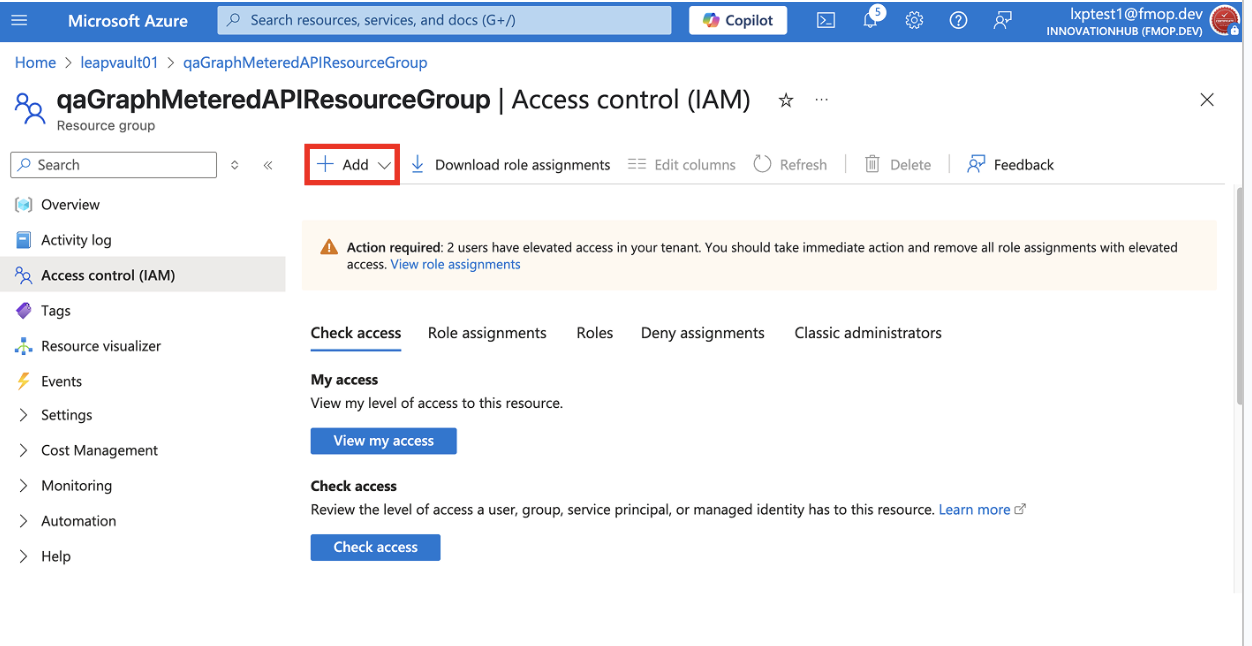 Microsoft Azure
Search resources, services, and docs (G+/)
Copilot
5
lxptest1@fmop.dev
INNOVATIONHUB (FMOP.DEV)
Home > leapvault01 > qaGraphMeteredAPIResourceGroup
qaGraphMeteredAPIResourceGroup | Access control (IAM)
Resource group
Search
Add
Download role assignments
Edit columns
Refresh
Delete
Feedback
Overview
Activity log
Access control (IAM)
Tags
Resource visualizer
Events
Settings
Cost Management
Monitoring
Automation
Help
Action required: 2 users have elevated access in your tenant. You should take immediate action and remove all role assignments with elevated
access. View role assignments
Check access
Role assignments
Roles
Deny assignments
Classic administrators
My access
View my level of access to this resource.
View my access
Check access
Review the level of access a user, group, service principal, or managed identity has to this resource. Learn more
Check access